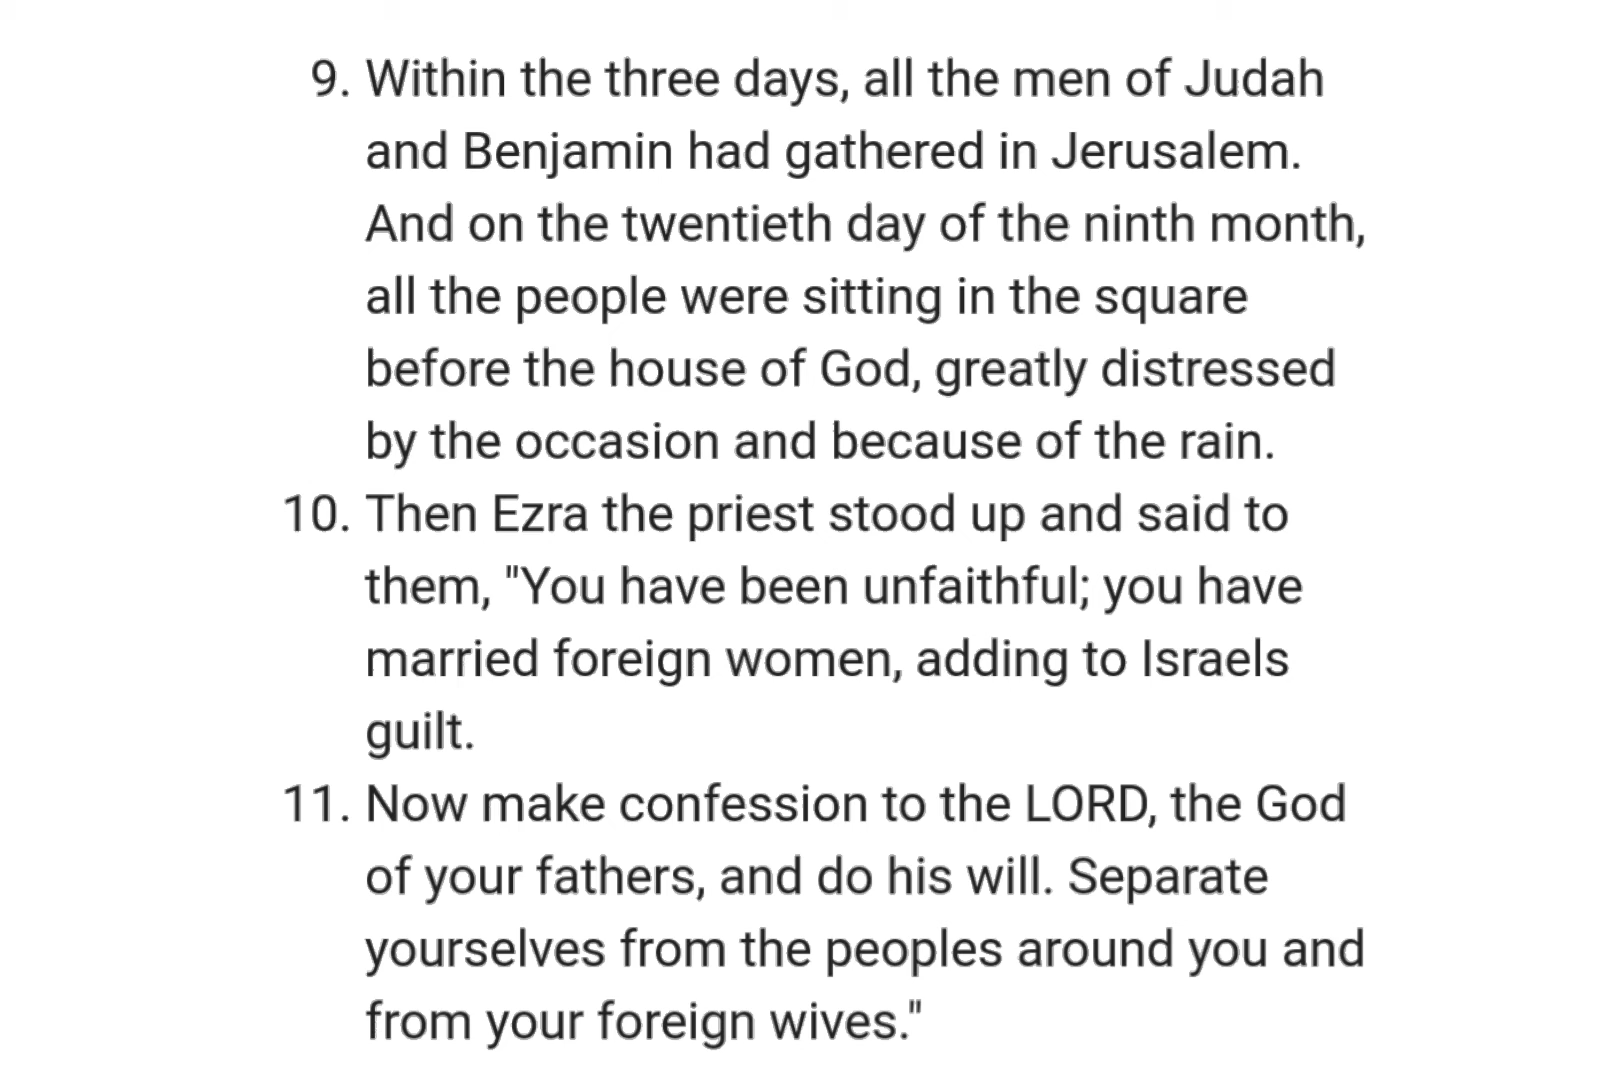 9. Within the three days, all the men of Judah
and Benjamin had gathered in Jerusalem.
And on the twentieth day of the ninth month,
all the people were sitting in the square
before the house of God, greatly distressed
by the occasion and because of the rain.
10. Then Ezra the priest stood up and said to
them, "You have been unfaithful; you have
married foreign women, adding to Israels
guilt.
11. Now make confession to the LORD, the God
of your fathers, and do his will. Separate
yourselves from the peoples around you and
from your foreign wives."